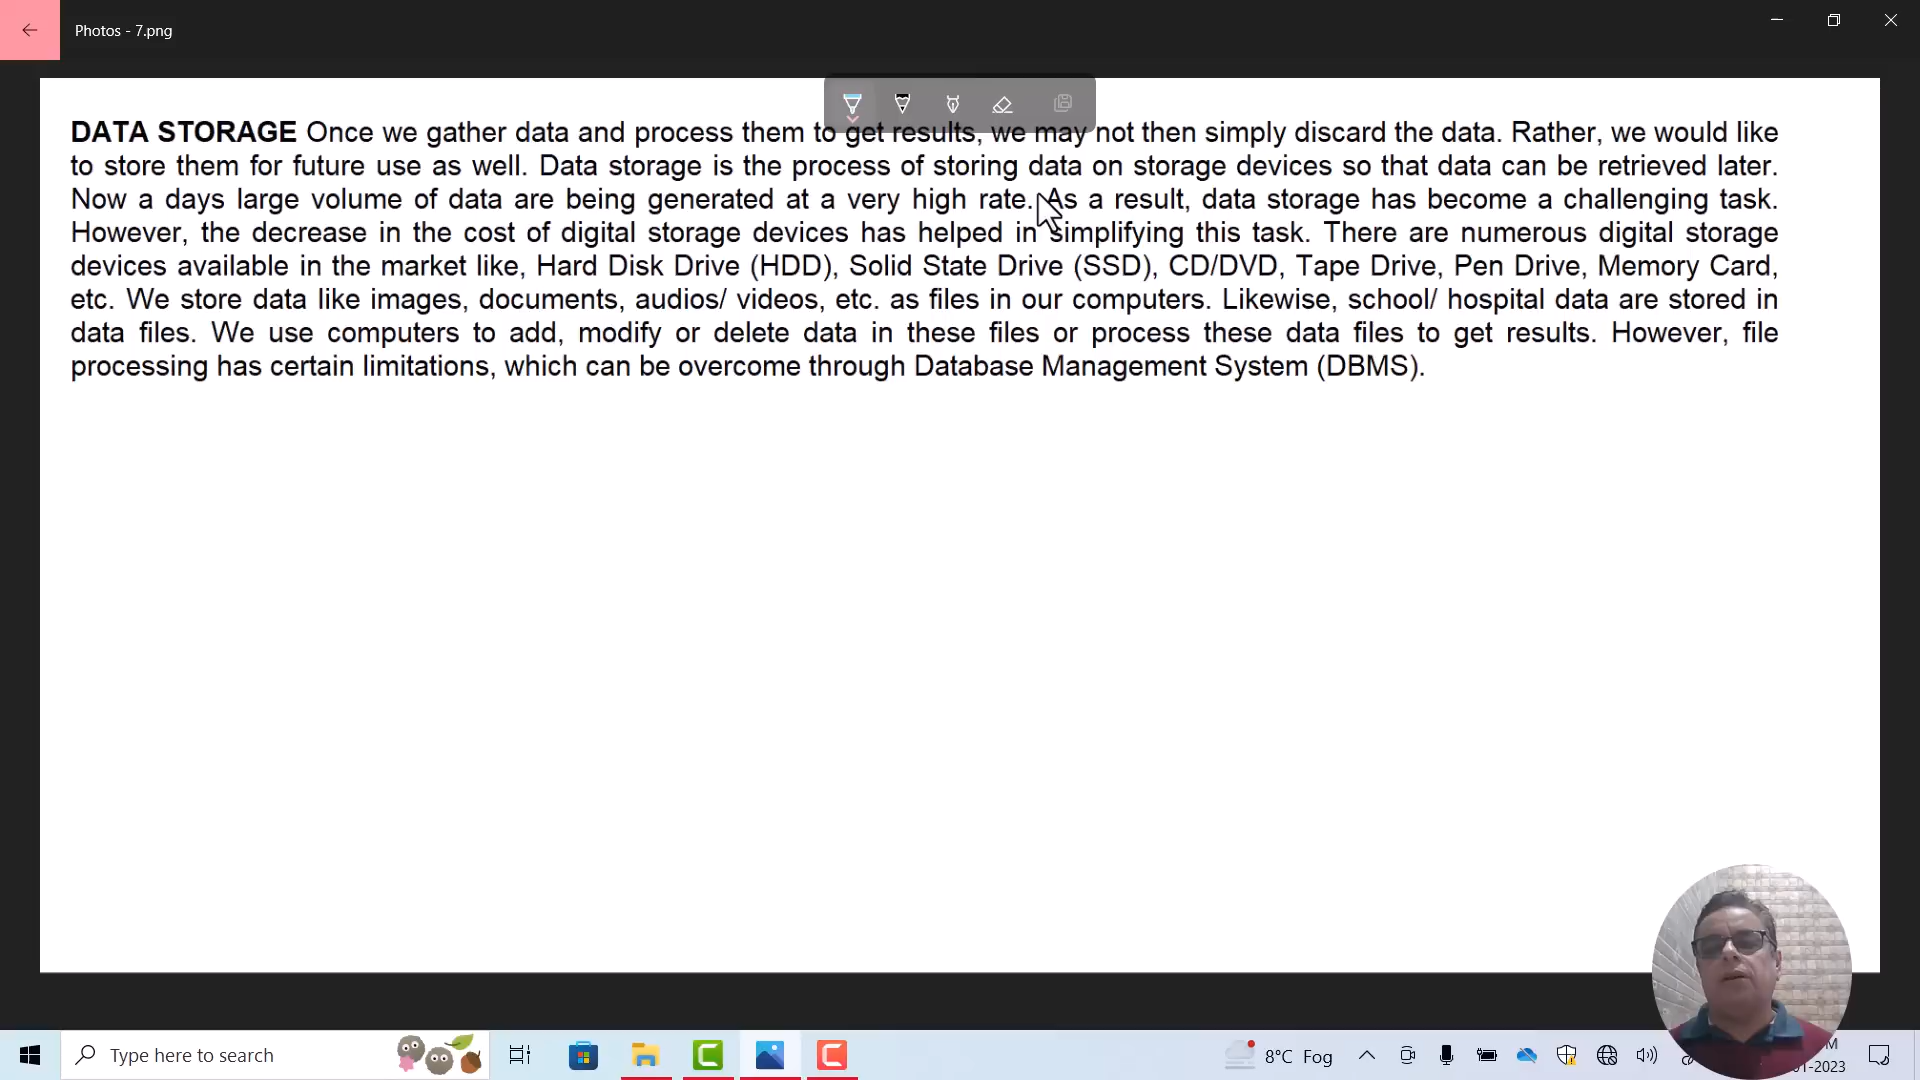 Photos - 7.png
DATA STORAGE Once we gather data and process them to get results, we may not then simply discard the data. Rather, we would like
to store them for future use as well. Data storage is the process of storing data on storage devices so that data can be retrieved later.
Now a days large volume of data are being generated at a very high rate. As a result, data storage has become a challenging task.
However, the decrease in the cost of digital storage devices has helped in simplifying this task. There are numerous digital storage
devices available in the market like, Hard Disk Drive (HDD), Solid State Drive (SSD), CD/DVD, Tape Drive, Pen Drive, Memory Card,
etc. We store data like images, documents, audios/ videos, etc. as files in our computers. Likewise, school/ hospital data are stored in
data files. We use computers to add, modify or delete data in these files or process these data files to get results. However, file
processing has certain limitations, which can be overcome through Database Management System (DBMS).
Type here to search
8°C Fog